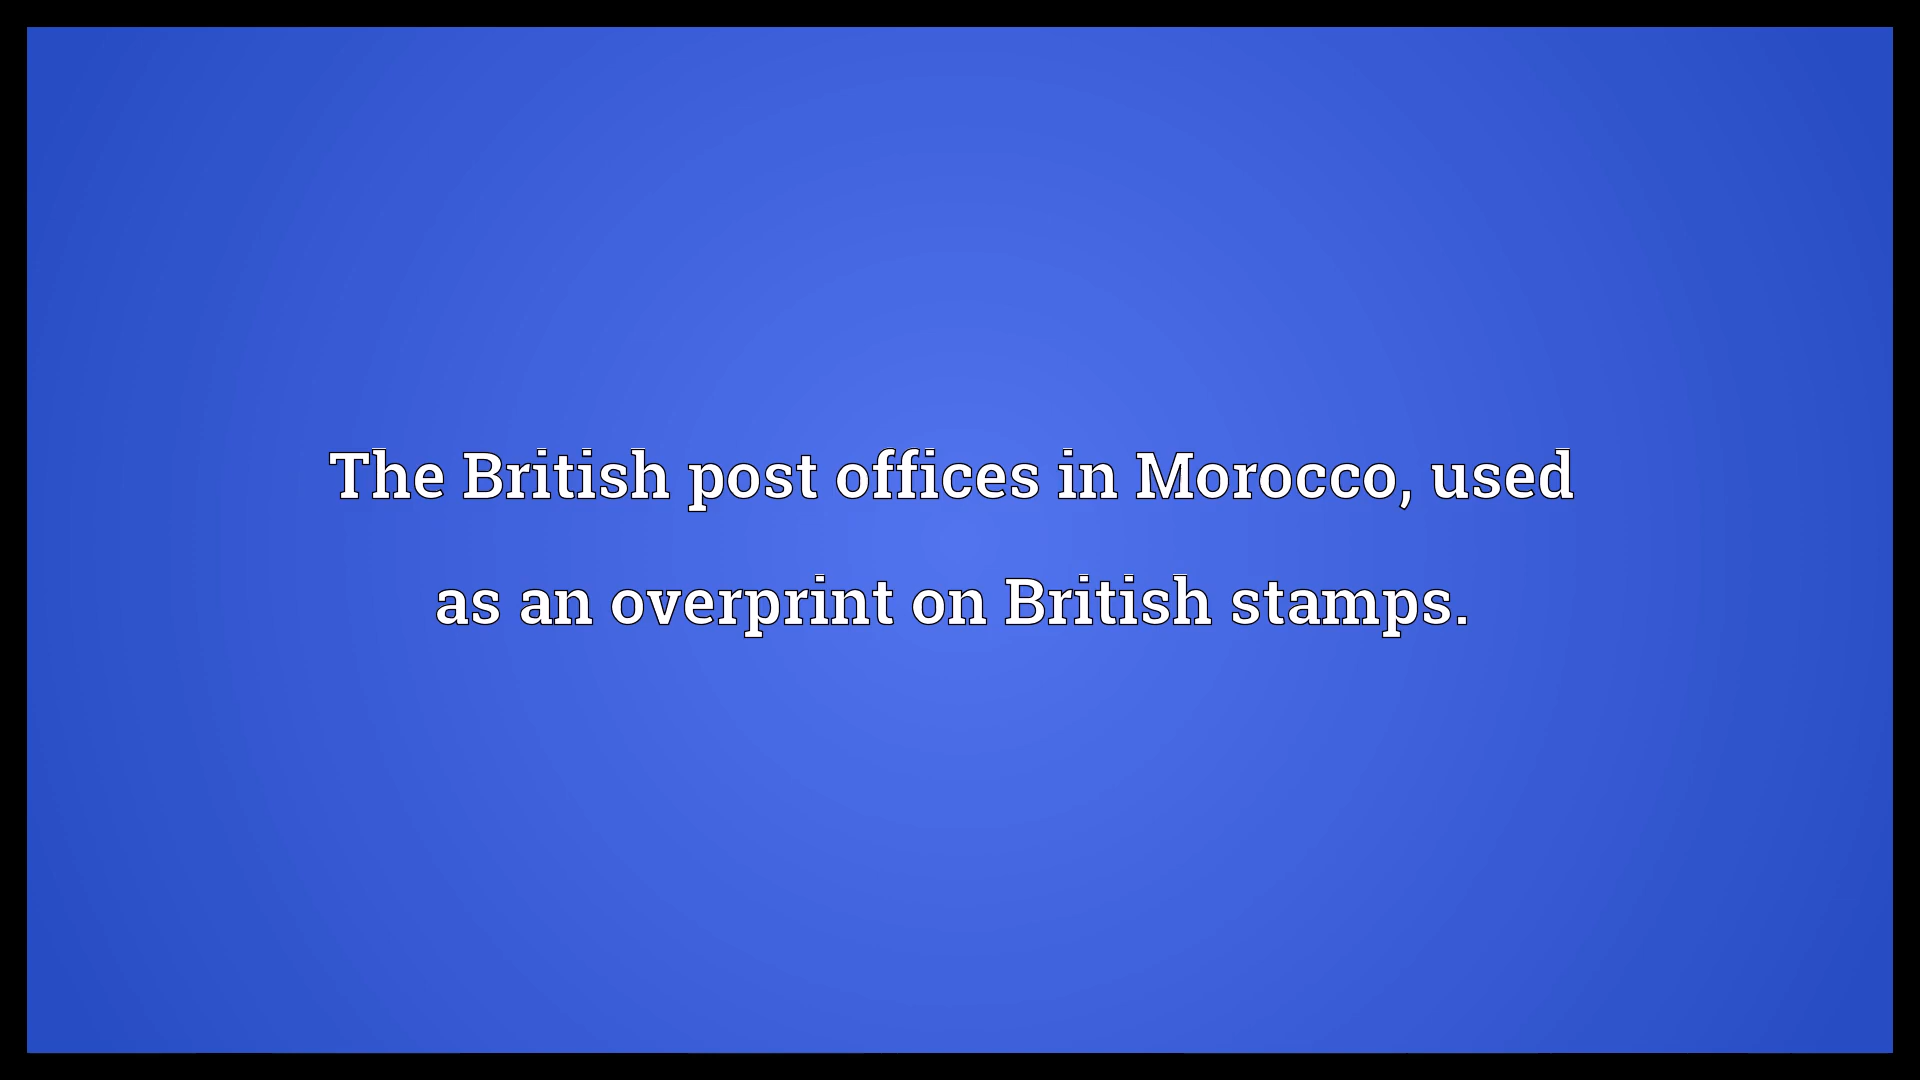 The British post offices in Morocco, used
as an overprint on British stamps.